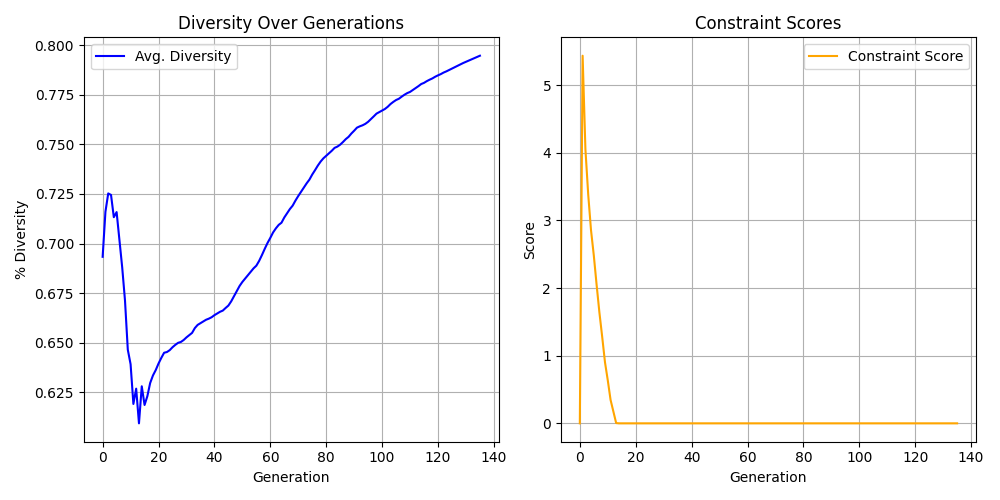 Diversity Over Generations
Avg. Diversity
% Diversity
0.800
0.775
0.750
0.725
0.700
0.675
0.650
0.625
0 20 40 60 80 100 120 140
Generation
Constraint Scores
Constraint Score
Score
5
4
3
2
1
0
0 20 40 60 80 100 120 140
Generation